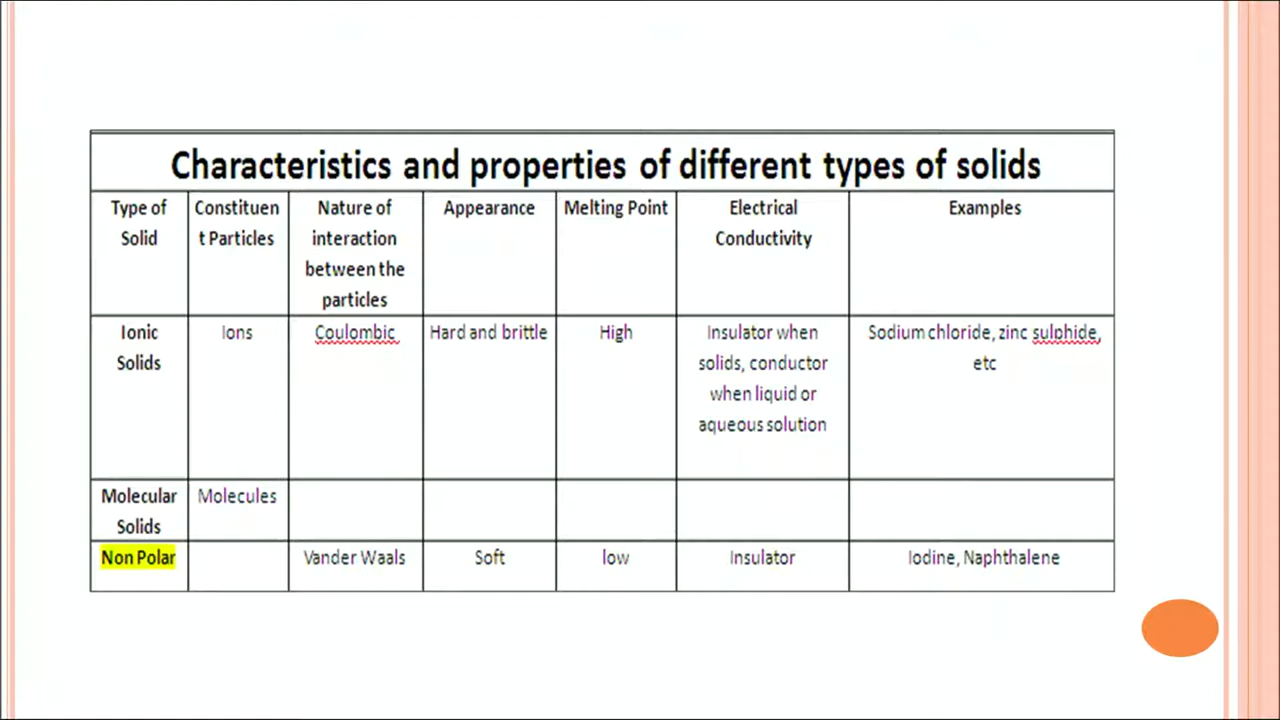 Characteristics and properties of different types of solids
Type of
Solid
Constituen
t Particles
Nature of
interaction
between the
particles
Appearance
Melting Point
Electrical
Conductivity
Examples
Ionic
Solids
Ions
Coulombic
Hard and brittle
High
Insulator when
solids, conductor
when liquid or
aqueous solution
Sodium chloride, zinc sulphide,
etc
Molecular
Solids
Molecules
Non Polar
Vander Waals
Soft
low
Insulator
Iodine, Naphthalene